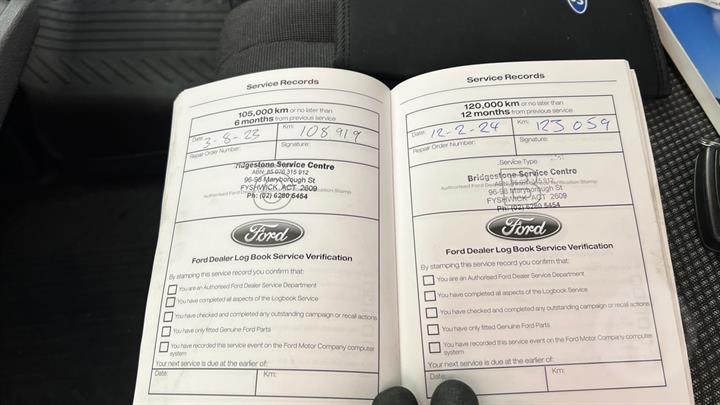 Service Records
105,000 km or no later than
6 months from previous service
Date: 3-8-23 Km: 108919
Repair Order Number: Signature:
Bridgestone Service Centre
ABN 85 076 315 912
96-98 Maryborough St
FYSHWICK ACT 2609
Ph: (02) 6280 5454
Ford
Ford Dealer Log Book Service Verification
By stamping this service record you confirm that:
You are an Authorised Ford Dealer Service Department
You have completed all aspects of the Logbook Service
You have checked and completed any outstanding campaign or recall actions
You have only fitted Genuine Ford Parts
You have recorded this service event on the Ford Motor Company computer
system
Your next service is due at the earlier of:
Date: Km:
Service Records
120,000 km or no later than
12 months from previous service
Date: 12-2-24 Km: 123059
Repair Order Number: Signature:
Service Type
Bridgestone Service Centre
96-98 Maryborough St
FYSHWICK ACT 2609
Ph: (02) 6280 5454
Ford
Ford Dealer Log Book Service Verification
By stamping this service record you confirm that:
You are an Authorised Ford Dealer Service Department
You have completed all aspects of the Logbook Service
You have checked and completed any outstanding campaign or recall actions
You have only fitted Genuine Ford Parts
You have recorded this service event on the Ford Motor Company computer
system
Your next service is due at the earlier of:
Date: Km: